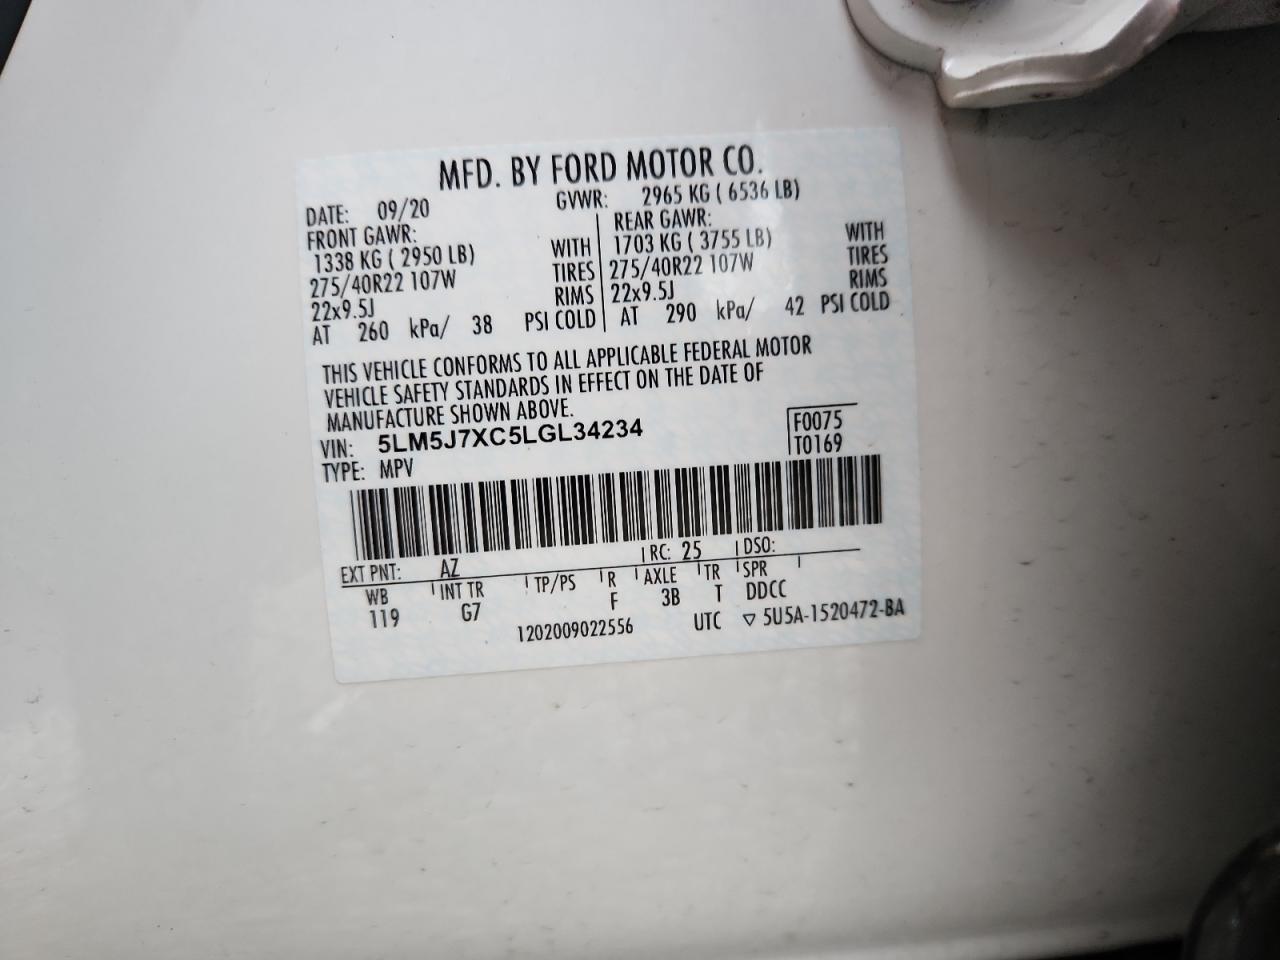 MFD. BY FORD MOTOR CO.
DATE: 09/20 GVWR: 2965 KG ( 6536 LB)
FRONT GAWR: REAR GAWR:
1338 KG ( 2950 LB) WITH 1703 KG ( 3755 LB) WITH
275/40R22 107W TIRES 275/40R22 107W TIRES
22x9.5J RIMS 22x9.5J RIMS
AT 260 kPa/ 38 PSI COLD AT 290 kPa/ 42 PSI COLD
THIS VEHICLE CONFORMS TO ALL APPLICABLE FEDERAL MOTOR
VEHICLE SAFETY STANDARDS IN EFFECT ON THE DATE OF
MANUFACTURE SHOWN ABOVE.
VIN: 5LM5J7XC5LGL34234 F0075
TYPE: MPV T0169
EXT PNT: AZ RC: 25 DSO:
WB INT TR TP/PS R AXLE TR SPR
119 G7 F 3B T DDCC
1202009022556 UTC ▽ 5U5A-1520472-BA